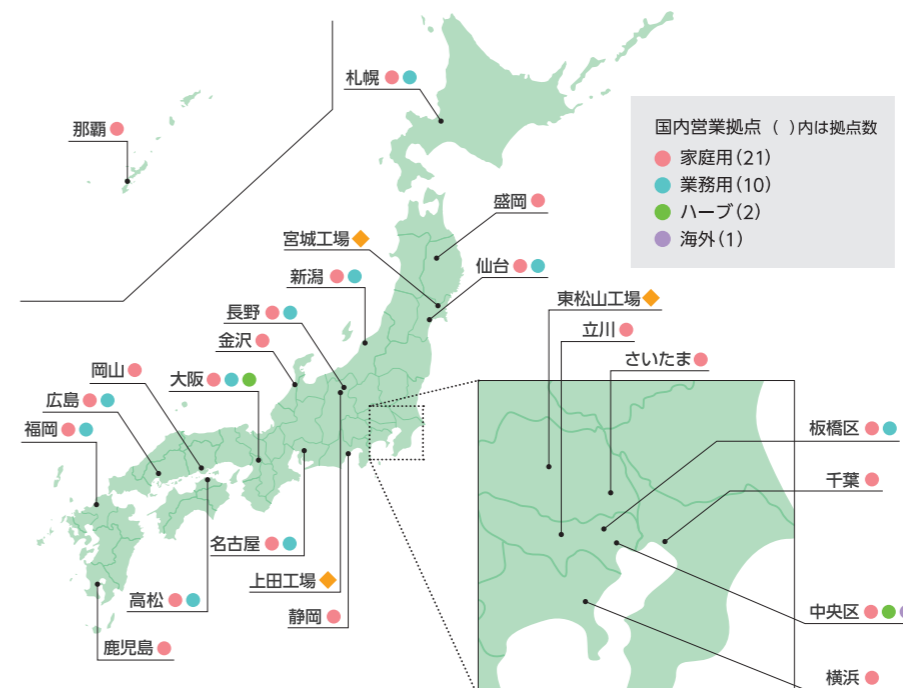 札幌
那覇
国内営業拠点 ( )内は拠点数
家庭用(21)
業務用(10)
ハーブ(2)
海外(1)
盛岡
宮城工場
仙台
新潟
東松山工場
長野
立川
金沢
さいたま
岡山
大阪
広島
福岡
板橋区
千葉
名古屋
上田工場
高松
静岡
中央区
鹿児島
横浜